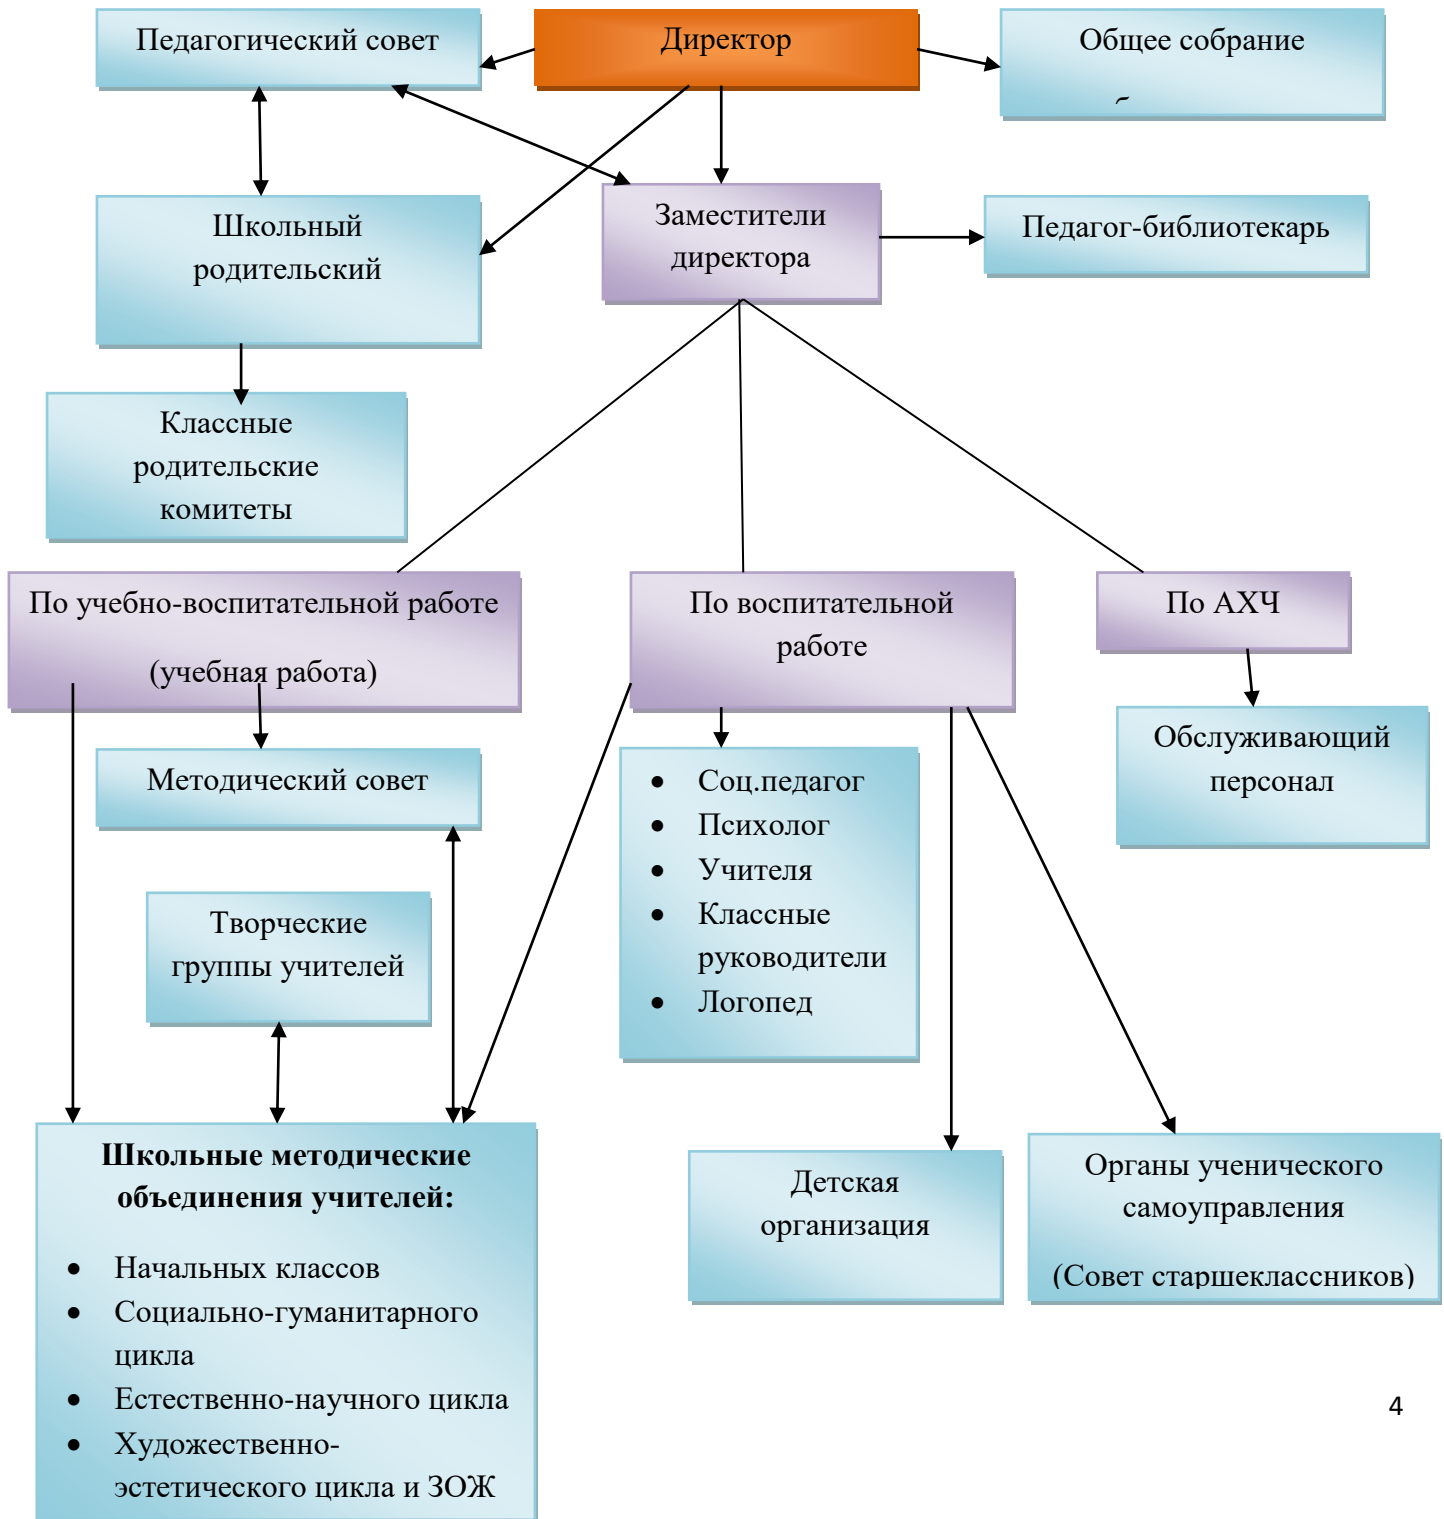 Педагогический совет
Директор
Общее собрание
Школьный
родительский
Заместители
директора
Педагог-библиотекарь
Классные
родительские
комитеты
По учебно-воспитательной работе
(учебная работа)
По воспитательной
работе
По АХЧ
Методический совет
Обслуживающий
персонал
• Соц.педагог
• Психолог
• Учителя
• Классные
руководители
• Логопед
Творческие
группы учителей
Школьные методические
объединения учителей:
• Начальных классов
• Социально-гуманитарного
цикла
• Естественно-научного цикла
• Художественно-
эстетического цикла и ЗОЖ
Детская
организация
Органы ученического
самоуправления
(Совет старшеклассников)
4